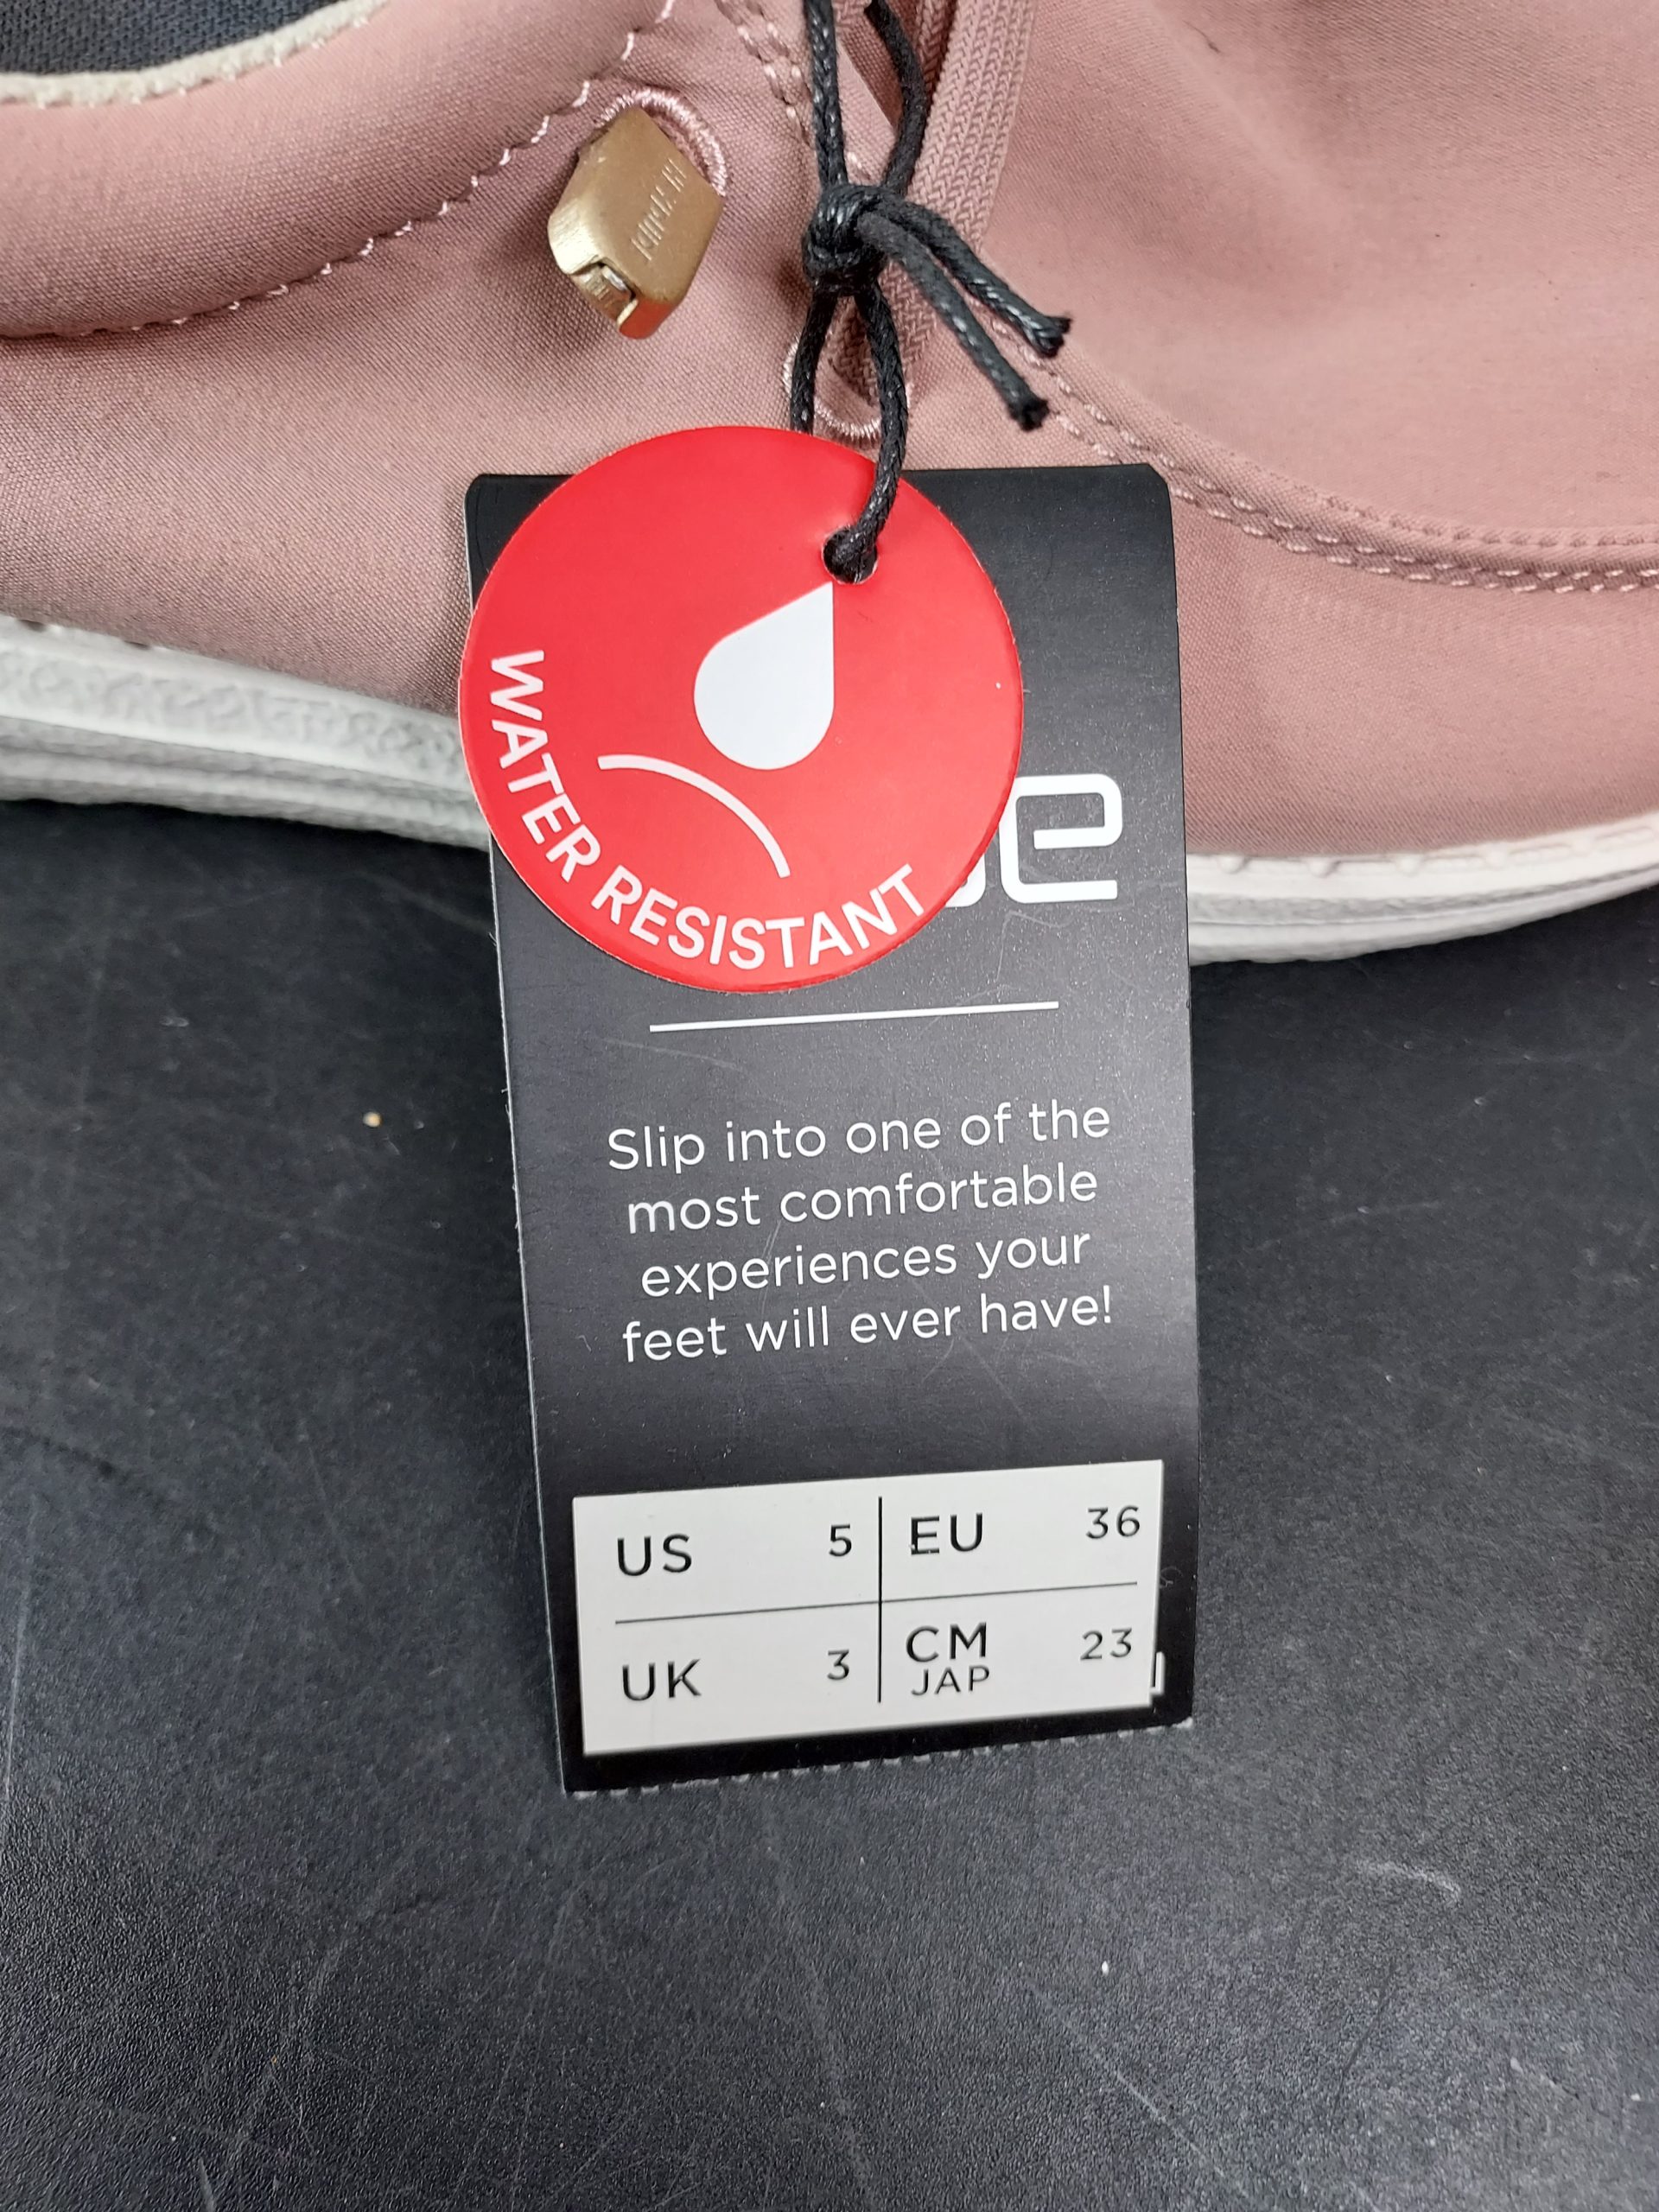 WATER RESISTANT
Slip into one of the
most comfortable
experiences your
feet will ever have!
US 5 EU 36
UK 3 CM 23
JAP